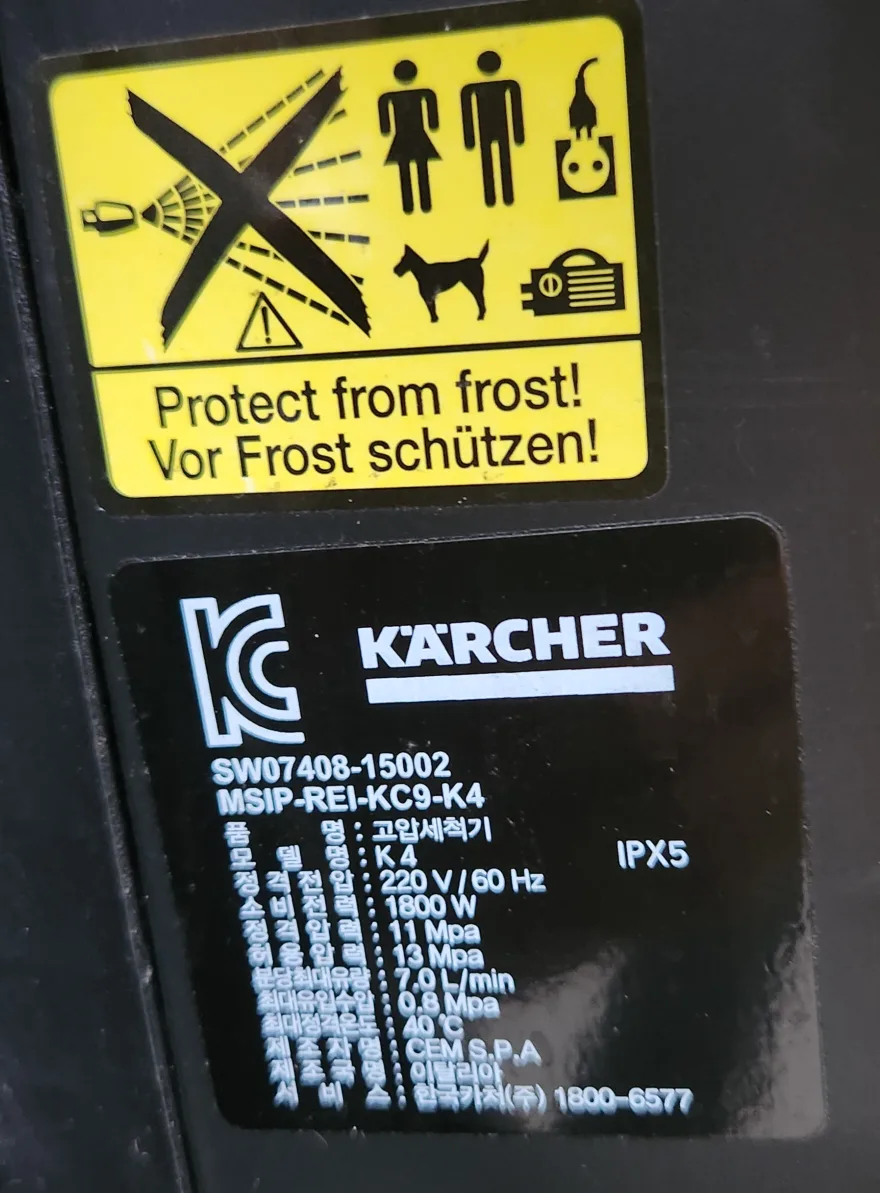 Protect from frost!
Vor Frost schützen!
KC
KÄRCHER
SW07408-15002
MSIP-REI-KC9-K4
품 명 : 고압세척기
모 델 명 : K 4
IPX5
정 격 전 압 : 220 V / 60 Hz
소 비 전 력 : 1800 W
정 격 압 력 : 11 Mpa
허 용 압 력 : 13 Mpa
분당최대유량 : 7.0 L/min
최대유입수압 : 0.8 Mpa
최대정격온도 : 40 °C
제 조 자 명 : CEM S.P.A
제 조 국 명 : 이탈리아
서 비 스 : 한국카처(주) 1800-6577